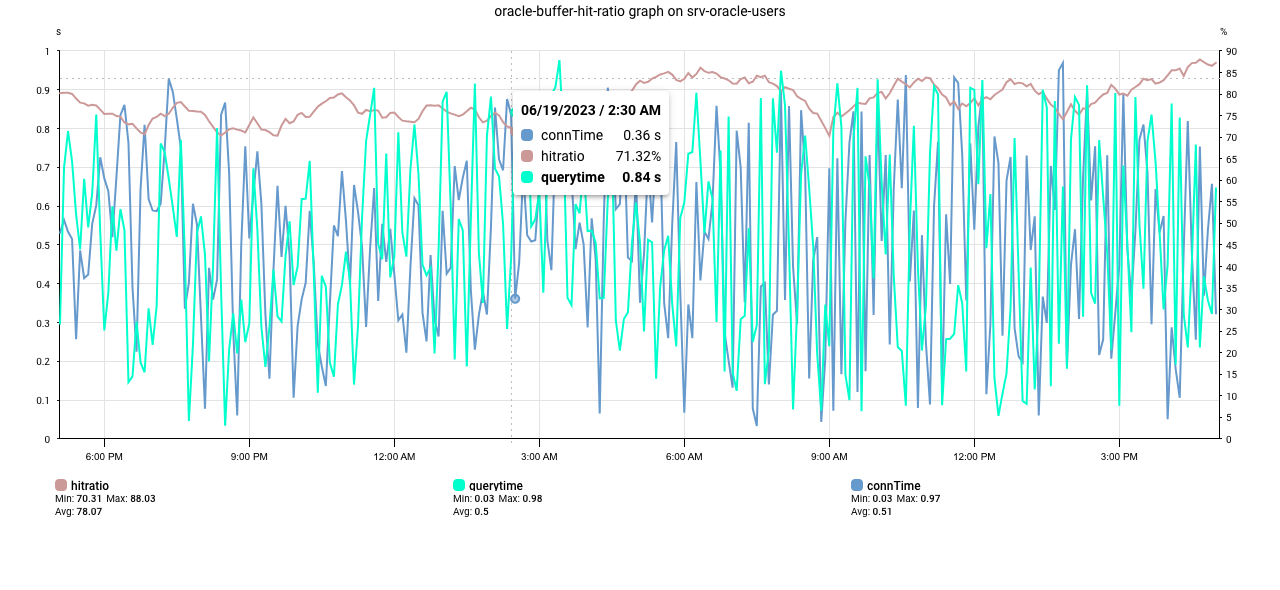 oracle-buffer-hit-ratio graph on srv-oracle-users
s %
1 90
85
0.9 80
75
0.8 70
0.7 65
60
0.6 55
50
0.5 45
40
0.4 35
30
0.3 25
20
0.2 15
0.1 10
5
0 0
06/19/2023 / 2:30 AM
connTime 0.36 s
hitratio 71.32%
querytime 0.84 s
6:00 PM 9:00 PM 12:00 AM 3:00 AM 6:00 AM 9:00 AM 12:00 PM 3:00 PM
hitratio querytime connTime
Min: 70.31 Max: 88.03 Min: 0.03 Max: 0.98 Min: 0.03 Max: 0.97
Avg: 78.07 Avg: 0.5 Avg: 0.51